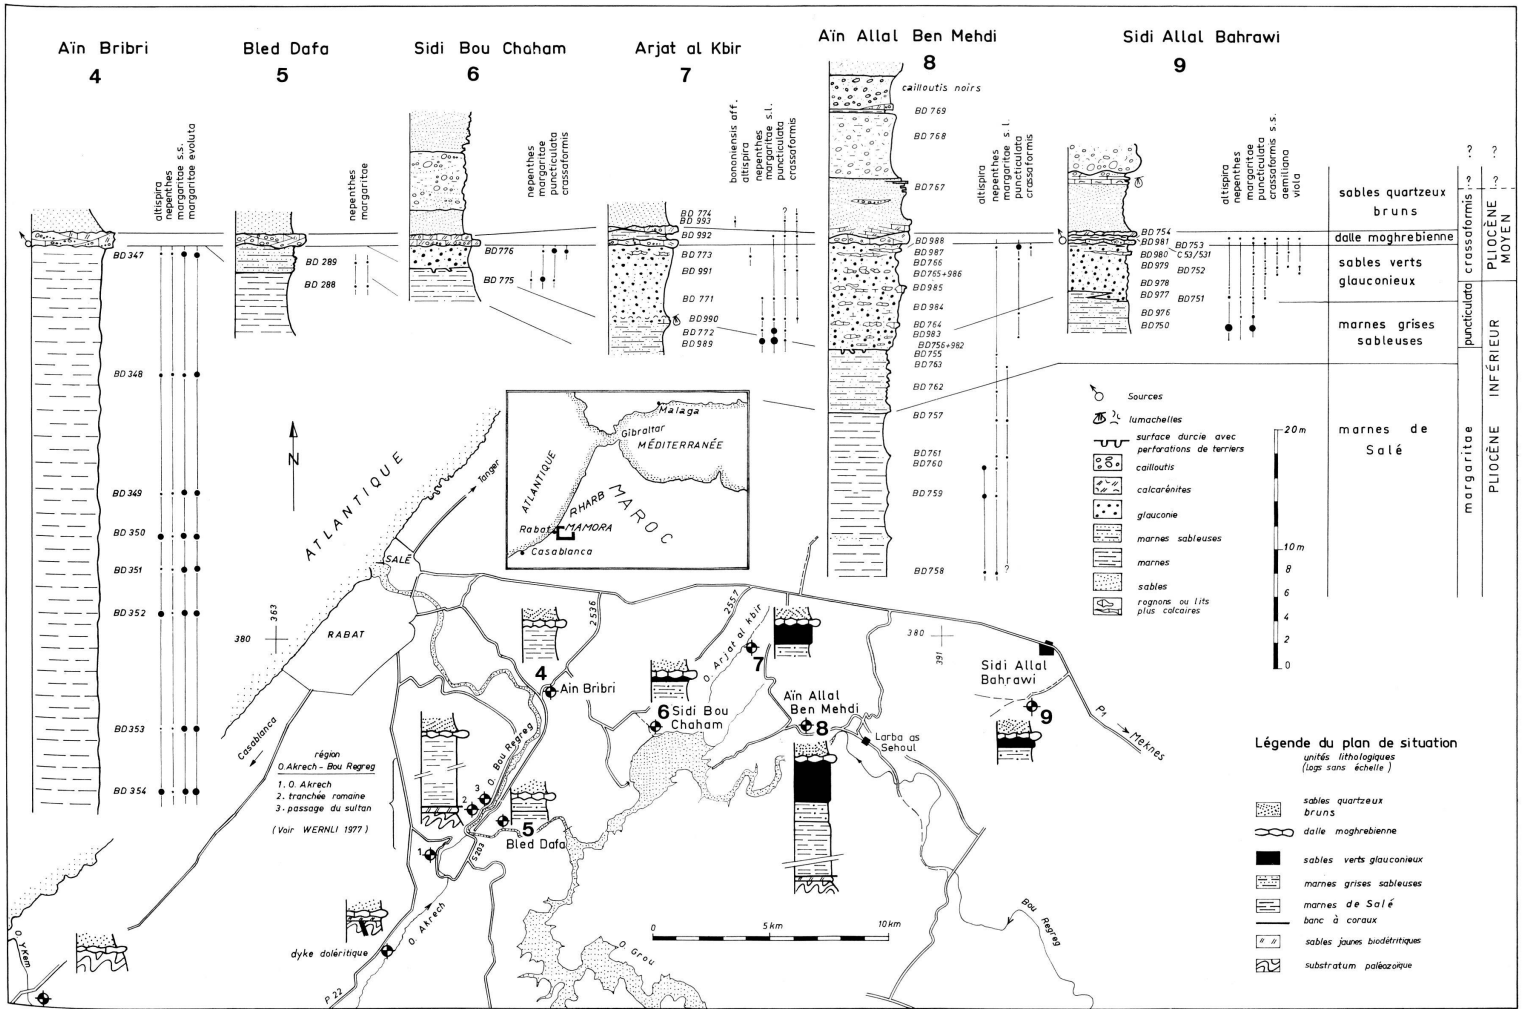 Aïn Bribri
4
Bled Dafa
5
Sidi Bou Chaham
6
Arjat al Kbir
7
Aïn Allal Ben Mehdi
8
Sidi Allal Bahrawi
9
altispira
nepenthes
margaritae s.s.
margaritae evoluta
BD 347
BD 348
BD 349
BD 350
BD 351
BD 352
BD 353
BD 354
nepenthes
margaritae
BD 289
BD 288
nepenthes
margaritae
puncticulata
crassaformis
BD 776
BD 775
bononiensis aff.
altispira
nepenthes
margaritae s.l.
puncticulata
crassaformis
?
BD 774
BD 993
BD 992
BD 773
BD 991
BD 771
BD 990
BD 772
BD 989
cailloutis noirs
BD 769
BD 768
BD 767
BD 988
BD 987
BD 766
BD 765+986
BD 985
BD 984
BD 764
BD 983
BD 756+982
BD 755
BD 763
BD 762
BD 757
BD 761
BD 760
BD 759
BD 758
altispira
nepenthes
margaritae s.l.
puncticulata
crassaformis
?
BD 754
BD 981
BD 753
BD 980
C 53/531
BD 979
BD 752
BD 978
BD 977
BD 751
BD 976
BD 750
altispira
nepenthes
margaritae
puncticulata
crassaformis s.s.
aemiliana
viola
sables quartzeux
bruns
dalle moghrebienne
sables verts
glauconieux
marnes grises
sableuses
marnes de
Salé
?
?
crassaformis
?
?
puncticulata
margaritae
PLIOCÈNE
MOYEN
PLIOCÈNE INFÉRIEUR
Sources
lumachelles
surface durcie avec
perforations de terriers
cailloutis
calcarénites
glauconie
marnes sableuses
marnes
sables
rognons ou lits
plus calcaires
20 m
10 m
8
6
4
2
0
N
ATLANTIQUE
Tanger
SALÉ
RABAT
380
363
Casablanca
Malaga
Gibraltar
MÉDITERRANÉE
ATLANTIQUE
RHARB
MAROC
Rabat
MAMORA
Casablanca
2536
2557
O. Arjat al kbir
380
391
4
Ain Bribri
6
Sidi Bou
Chaham
7
Aïn Allal
Ben Mehdi
8
Larba as
Sehoul
Sidi Allal
Bahrawi
9
P1
Meknes
région
O.Akrech - Bou Regreg
1. O. Akrech
2. tranchée romaine
3. passage du sultan
(Voir WERNLI 1977)
O. Bou Regreg
3
2
1
5
Bled Dafa
S 203
O. Akrech
dyke doléritique
P 22
O. Ykem
O. Grou
Bou Regreg
0
5 km
10 km
Légende du plan de situation
unités lithologiques
(Logs sans échelle)
sables quartzeux
bruns
dalle moghrebienne
sables verts glauconieux
marnes grises sableuses
marnes de Salé
banc à coraux
sables jaunes biodétritiques
substratum paléozoïque